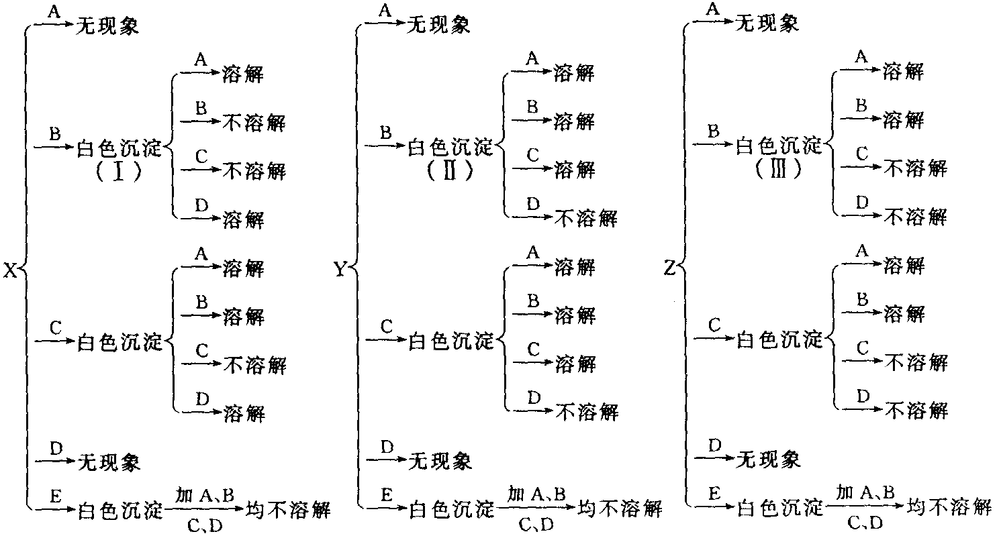 X
A 无现象
B 白色沉淀
(Ⅰ)
A 溶解
B 不溶解
C 不溶解
D 溶解
C 白色沉淀
A 溶解
B 溶解
C 不溶解
D 溶解
D 无现象
E 白色沉淀 加 A、B 均不溶解
C、D
Y
A 无现象
B 白色沉淀
(Ⅱ)
A 溶解
B 溶解
C 溶解
D 不溶解
C 白色沉淀
A 溶解
B 溶解
C 溶解
D 不溶解
D 无现象
E 白色沉淀 加 A、B 均不溶解
C、D
Z
A 无现象
B 白色沉淀
(Ⅲ)
A 溶解
B 溶解
C 不溶解
D 不溶解
C 白色沉淀
A 溶解
B 溶解
C 不溶解
D 不溶解
D 无现象
E 白色沉淀 加 A、B 均不溶解
C、D